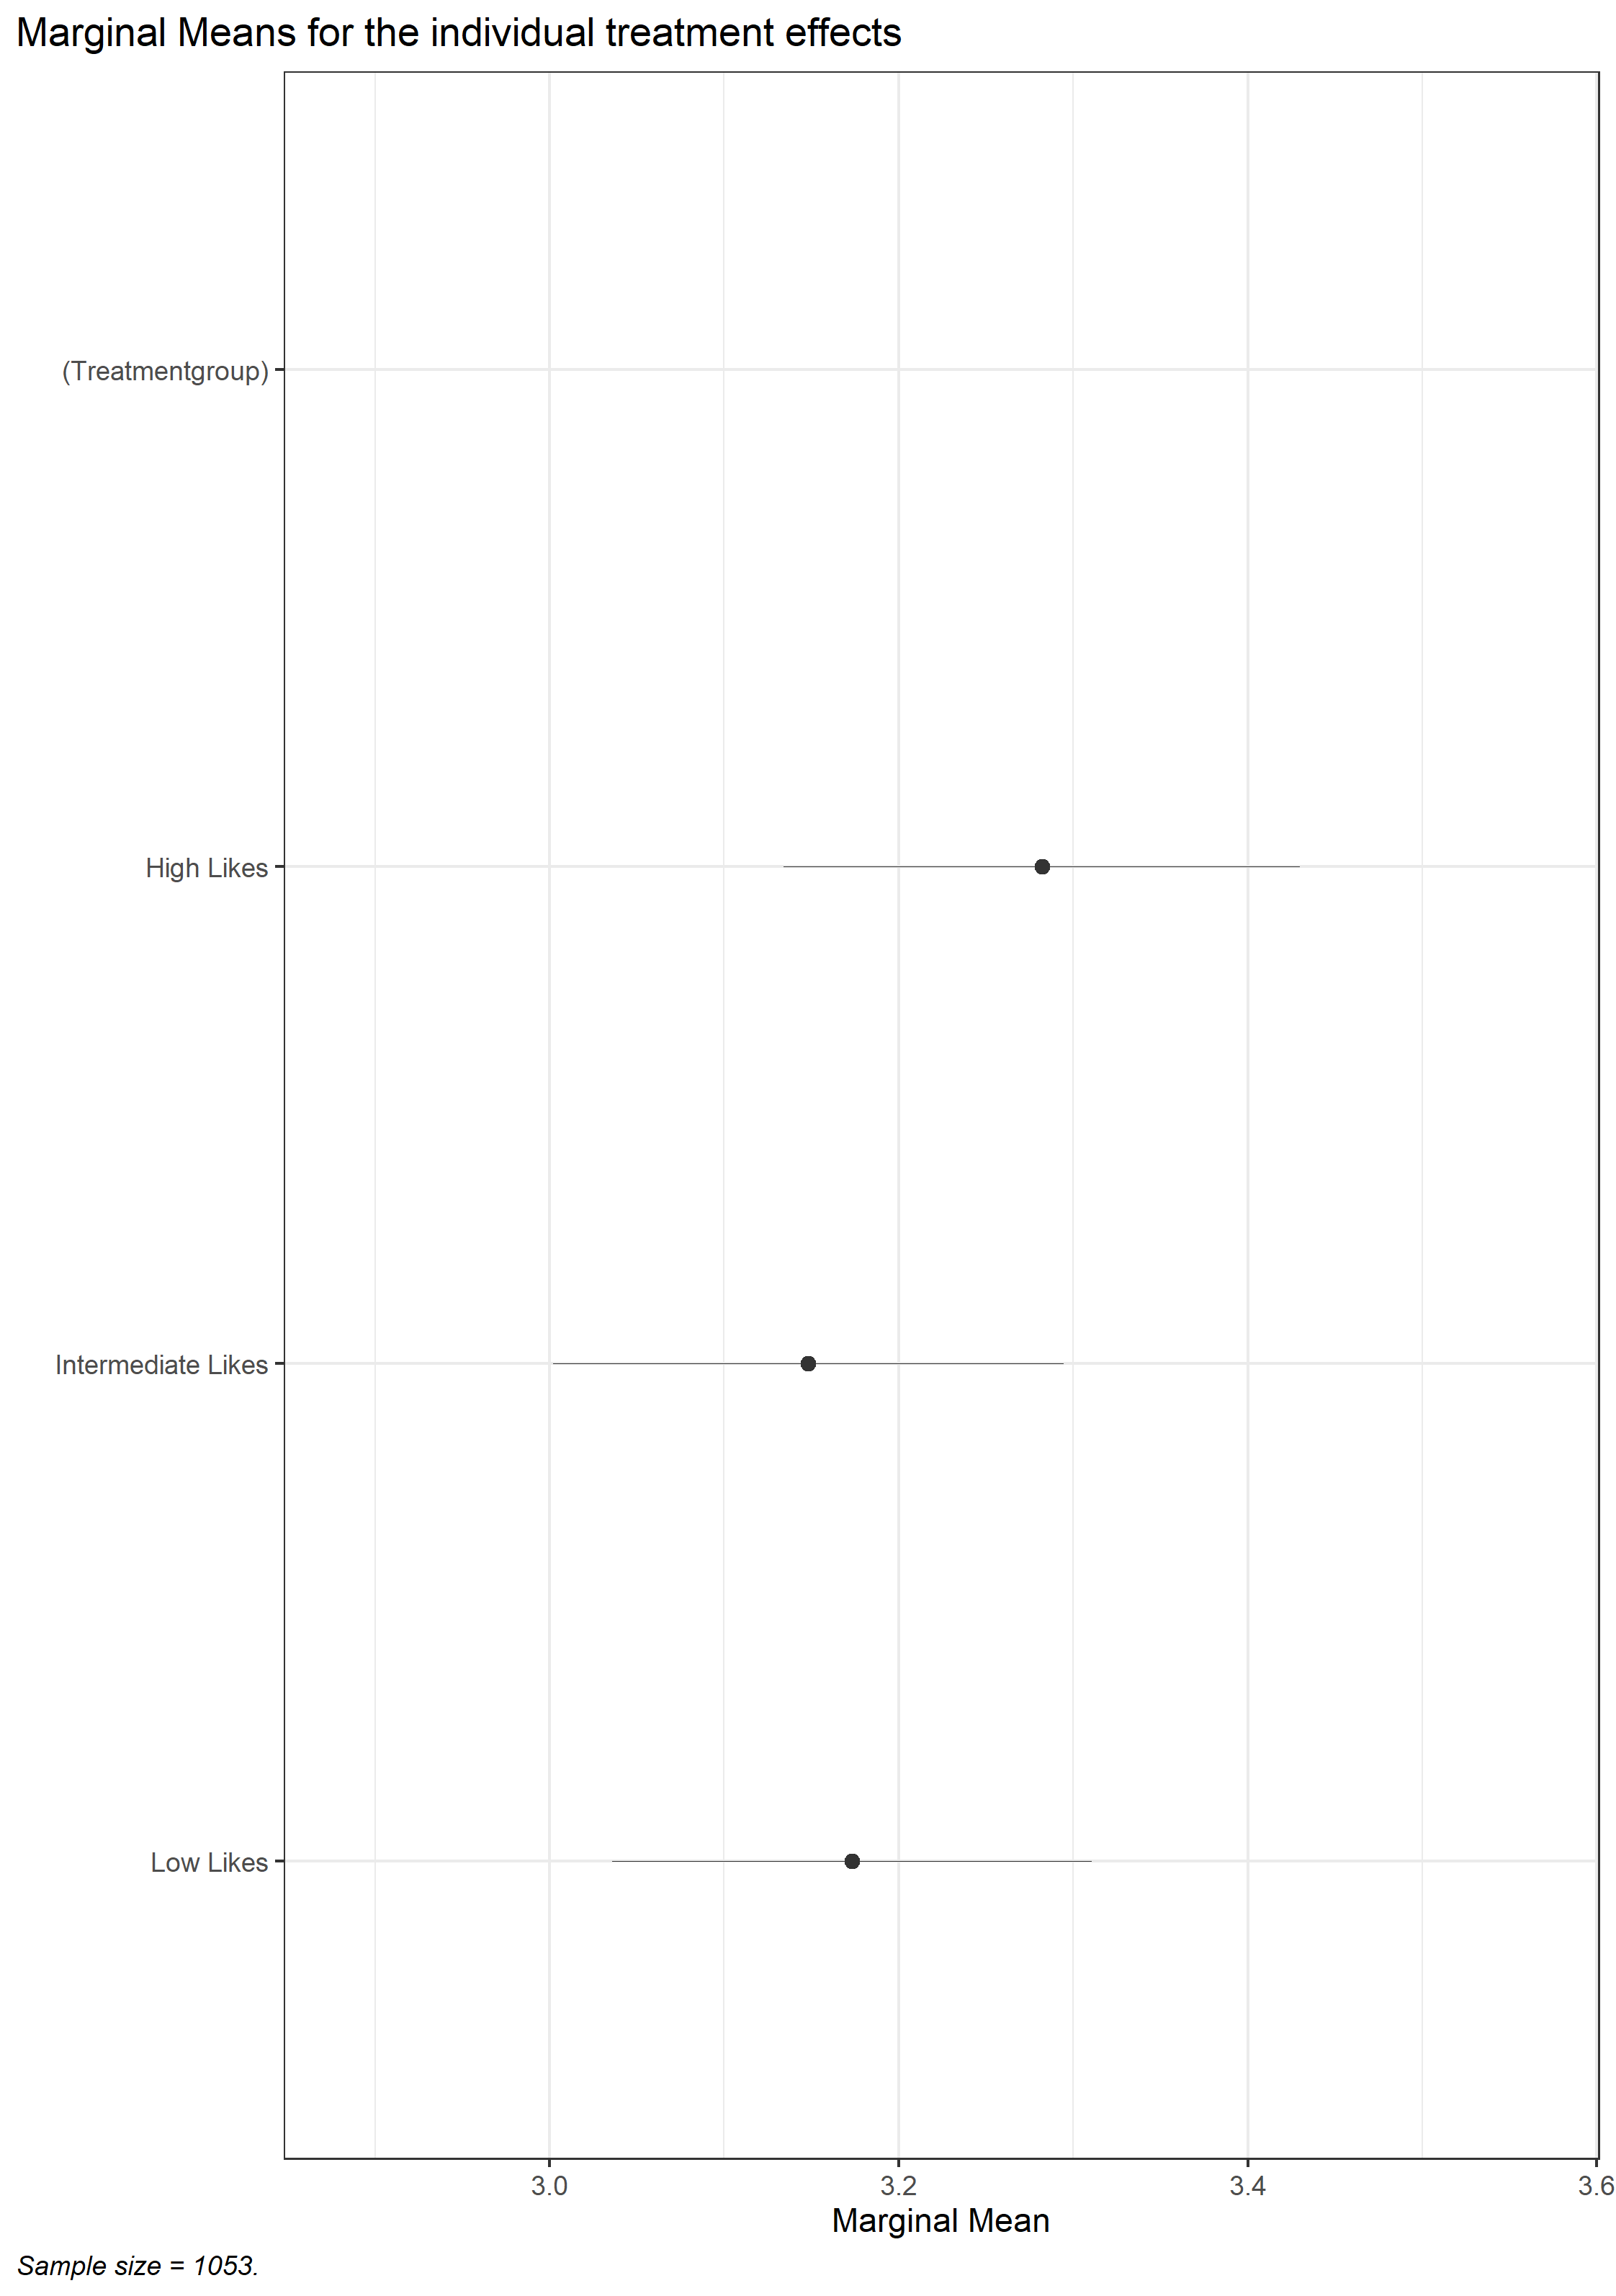 Marginal Means for the individual treatment effects
(Treatmentgroup)
High Likes
Intermediate Likes
Low Likes
3.0 3.2 3.4 3.6
Marginal Mean
Sample size = 1053.